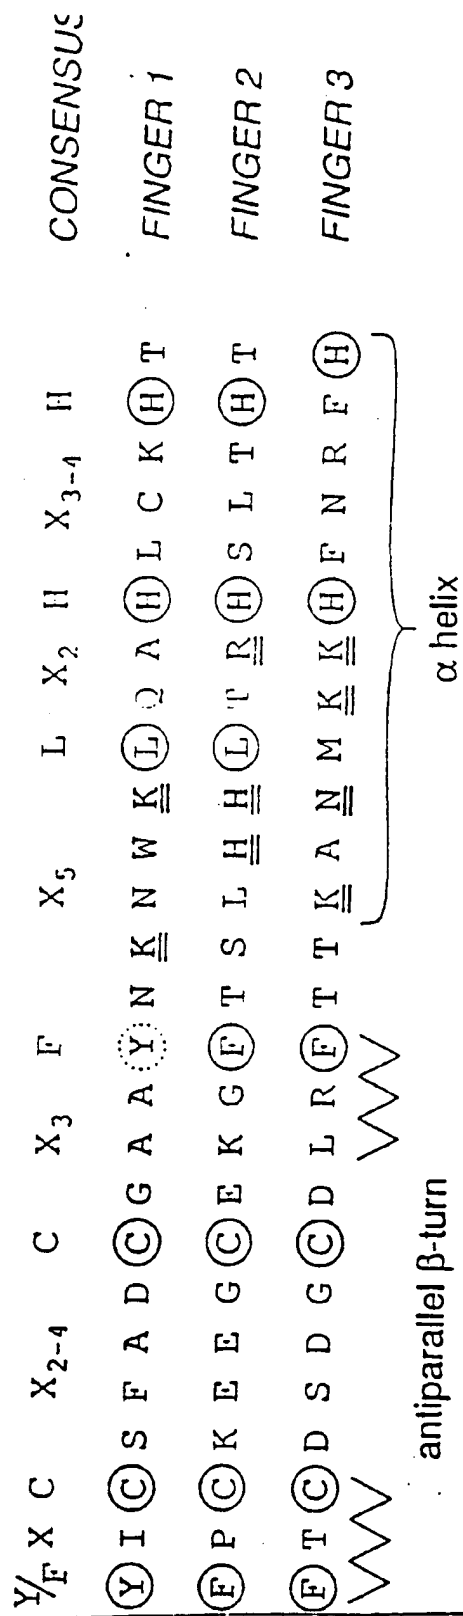 Y/F X C X2-4 C X3 F X5 L X2 H X3-4 H CONSENSUS
Y I C S F A D C G A A Y N K N W K L Q A H L C K H T FINGER 1
F P C K E E G C E K G F T S L H H L T R H S L T H T FINGER 2
F T C D S D G C D L R F T T K A N M K K H F N R F H FINGER 3
antiparallel β-turn α helix